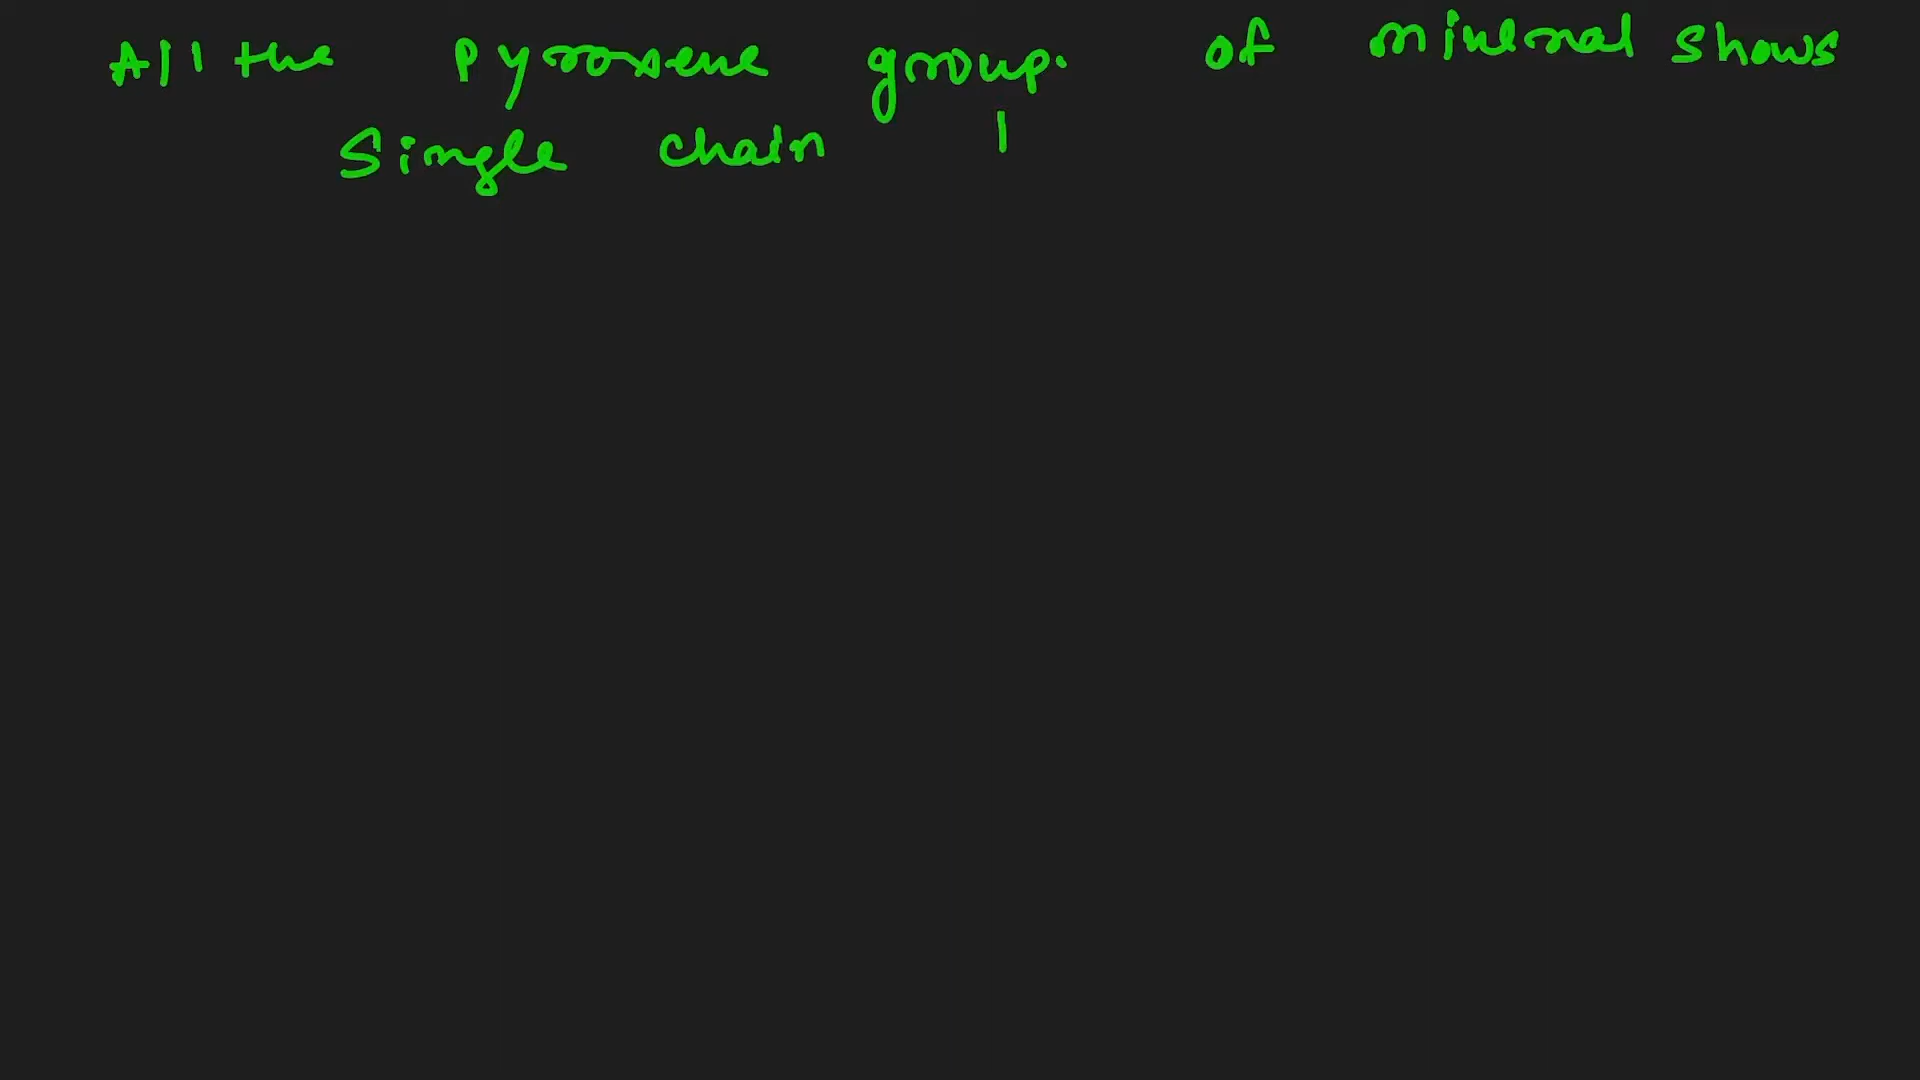 All the pyroxene group. of mineral shows
Single chain